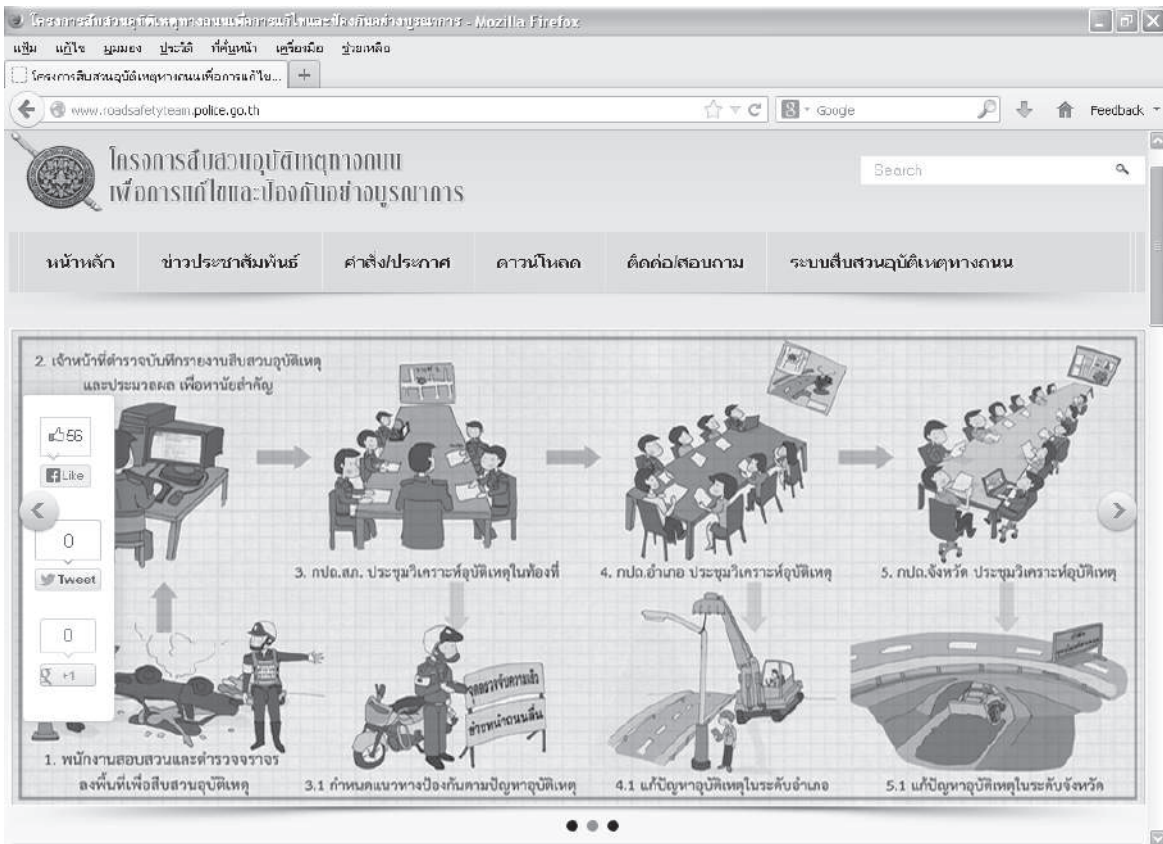 โครงการสืบสวนอุบัติเหตุทางถนนเพื่อการแก้ไขและป้องกันอย่างบูรณาการ - Mozilla Firefox
แฟ้ม แก้ไข มุมมอง ประวัติ ที่คั่นหน้า เครื่องมือ ช่วยเหลือ
โครงการสืบสวนอุบัติเหตุทางถนนเพื่อการแก้ไข...
www.roadsafetyteam.police.go.th
Google
Feedback
โครงการสืบสวนอุบัติเหตุทางถนน
เพื่อการแก้ไขและป้องกันอย่างบูรณาการ
Search
หน้าหลัก ข่าวประชาสัมพันธ์ คำสั่ง/ประกาศ ดาวน์โหลด ติดต่อ/สอบถาม ระบบสืบสวนอุบัติเหตุทางถนน
2. เจ้าหน้าที่ตำรวจบันทึกรายงานสืบสวนอุบัติเหตุ
และประมวลผล เพื่อหานัยสำคัญ
56
Like
0
Tweet
0
+1
3. กปถ.สภ. ประชุมวิเคราะห์อุบัติเหตุในท้องที่
4. กปถ.อำเภอ ประชุมวิเคราะห์อุบัติเหตุ
5. กปถ.จังหวัด ประชุมวิเคราะห์อุบัติเหตุ
จุดตรวจจับความเร็ว
ช่วยหน้าถนนลื่น
1. พนักงานสอบสวนและตำรวจจราจร
ลงพื้นที่เพื่อสืบสวนอุบัติเหตุ
3.1 กำหนดแนวทางป้องกันตามปัญหาอุบัติเหตุ
4.1 แก้ปัญหาอุบัติเหตุในระดับอำเภอ
5.1 แก้ปัญหาอุบัติเหตุในระดับจังหวัด